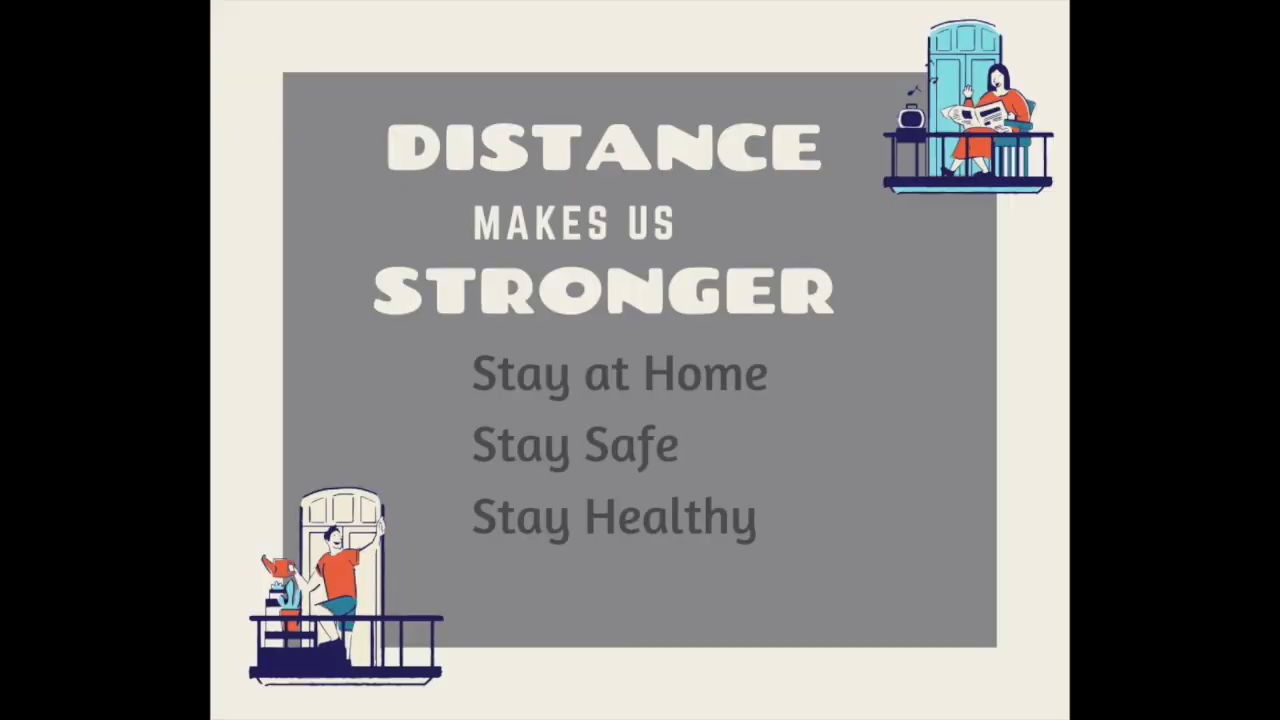 DISTANCE
MAKES US
STRONGER
Stay at Home
Stay Safe
Stay Healthy